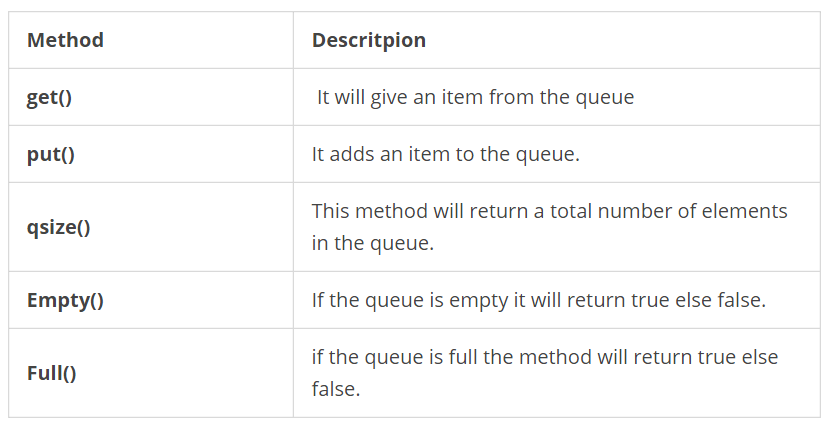 Method Descritpion
get() It will give an item from the queue
put() It adds an item to the queue.
qsize() This method will return a total number of elements
in the queue.
Empty() If the queue is empty it will return true else false.
Full() if the queue is full the method will return true else
false.